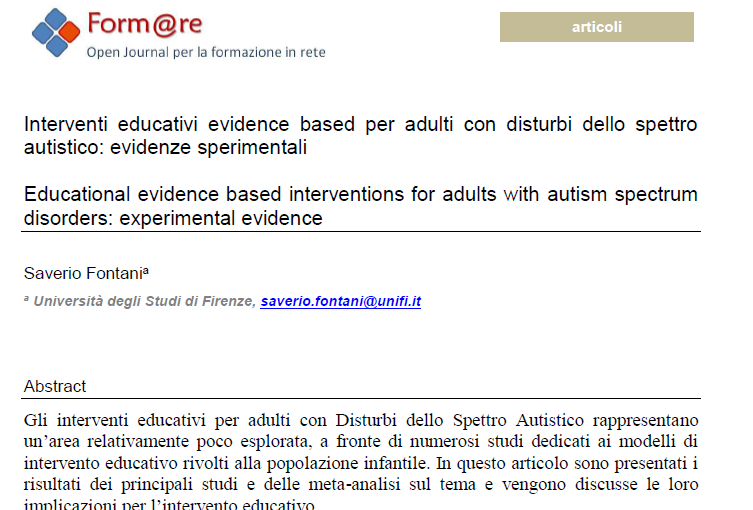 Form@re
articoli
Open Journal per la formazione in rete
Interventi educativi evidence based per adulti con disturbi dello spettro
autistico: evidenze sperimentali
Educational evidence based interventions for adults with autism spectrum
disorders: experimental evidence
Saverio Fontaniª
ª Università degli Studi di Firenze, saverio.fontani@unifi.it
Abstract
Gli interventi educativi per adulti con Disturbi dello Spettro Autistico rappresentano
un’area relativamente poco esplorata, a fronte di numerosi studi dedicati ai modelli di
intervento educativo rivolti alla popolazione infantile. In questo articolo sono presentati i
risultati dei principali studi e delle meta-analisi sul tema e vengono discusse le loro
implicazioni per l’intervento educativo.